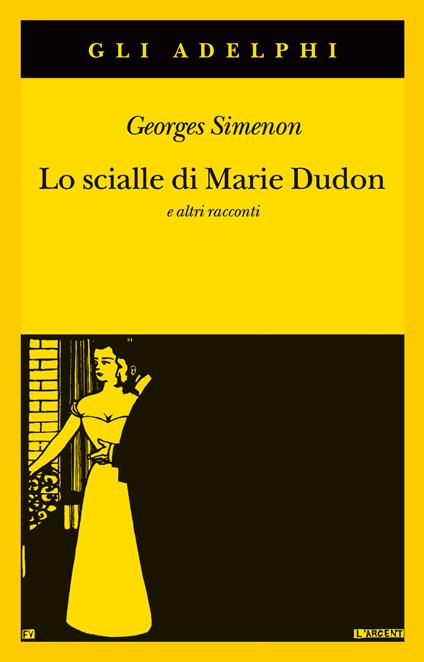 GLI ADELPHI
Georges Simenon
Lo scialle di Marie Dudon
e altri racconti
FV
L'ARGENT